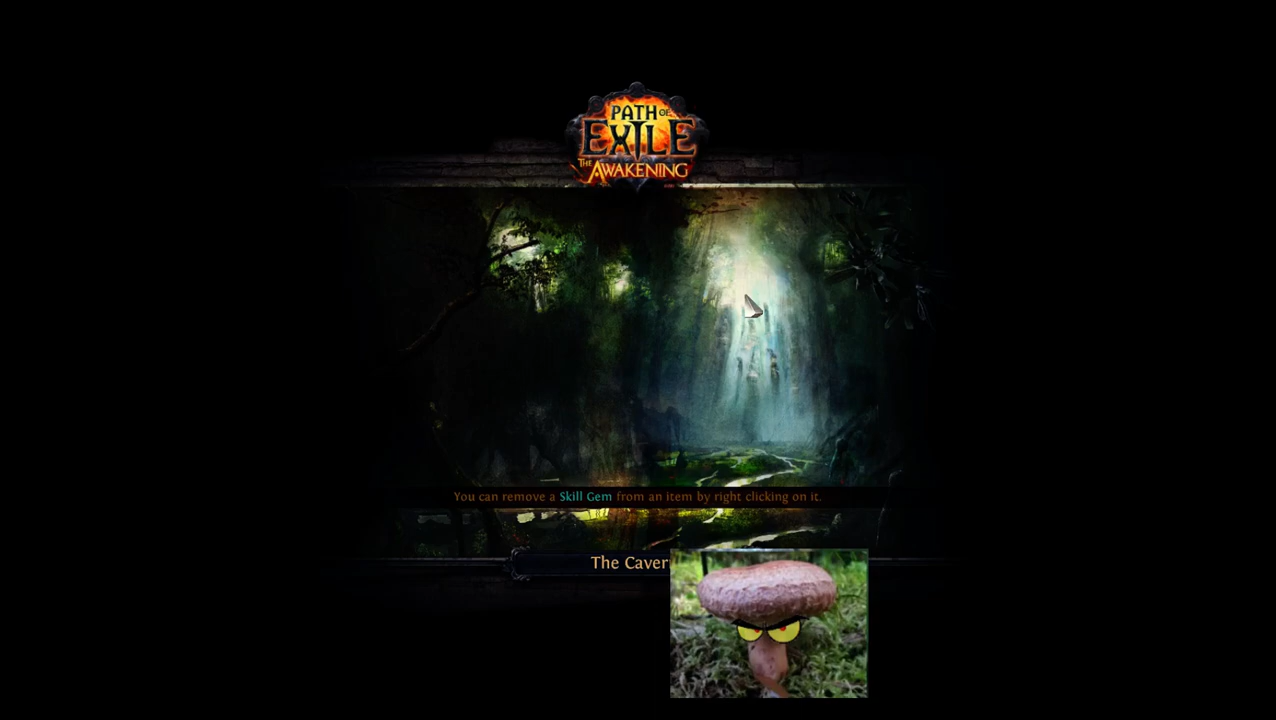 PATH OF
EXILE
THE AWAKENING
You can remove a Skill Gem from an item by right clicking on it.
The Caver